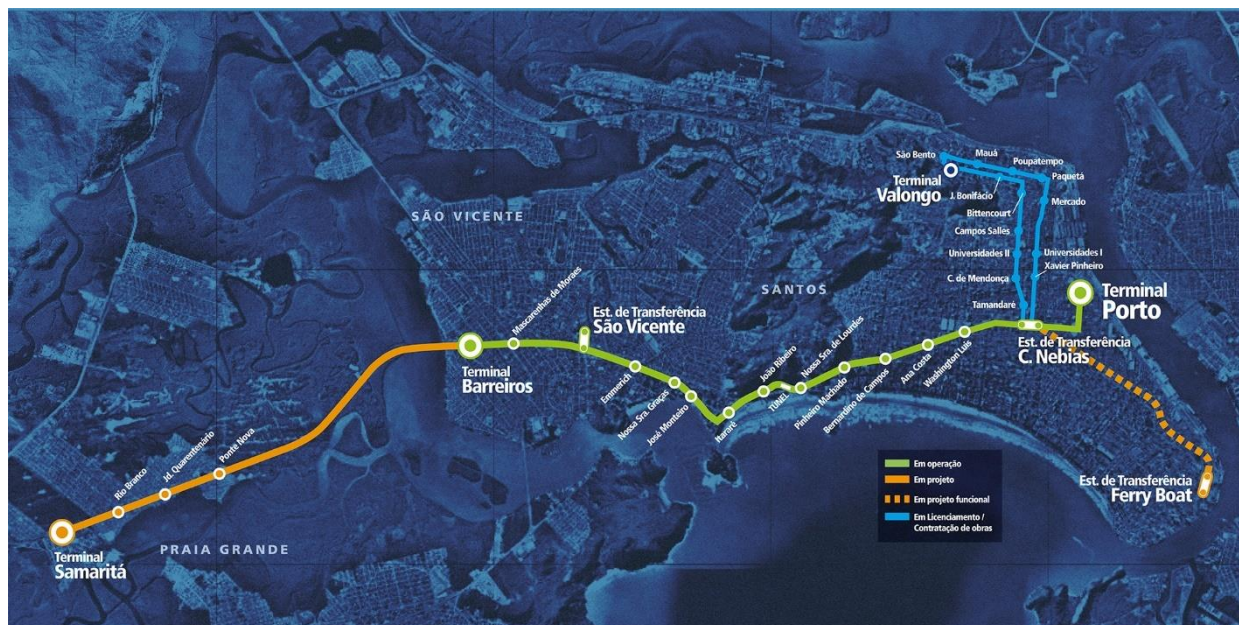 São Bento
Mauá
Poupatempo
Paquetá
Terminal
Valongo
J. Bonifácio
Mercado
Bittencourt
SÃO VICENTE
Campos Salles
Universidades II
Universidades I
Xavier Pinheiro
C. de Mendonça
SANTOS
Tamandaré
Terminal
Porto
Est. de Transferência
C. Nebias
Mascarenhas de Moraes
Est. de Transferência
São Vicente
Terminal
Barreiros
Emmerich
Nossa Sra. Graças
José Monteiro
Itararé
João Ribeiro
TÚNEL
Nossa Sra. de Lourdes
Pinheiro Machado
Bernardino de Campos
Ana Costa
Washington Luis
Rio Branco
Jd. Quarentenário
Ponte Nova
Terminal
Samaritá
PRAIA GRANDE
Est. de Transferência
Ferry Boat
Em operação
Em projeto
Em projeto funcional
Em Licenciamento /
Contratação de obras